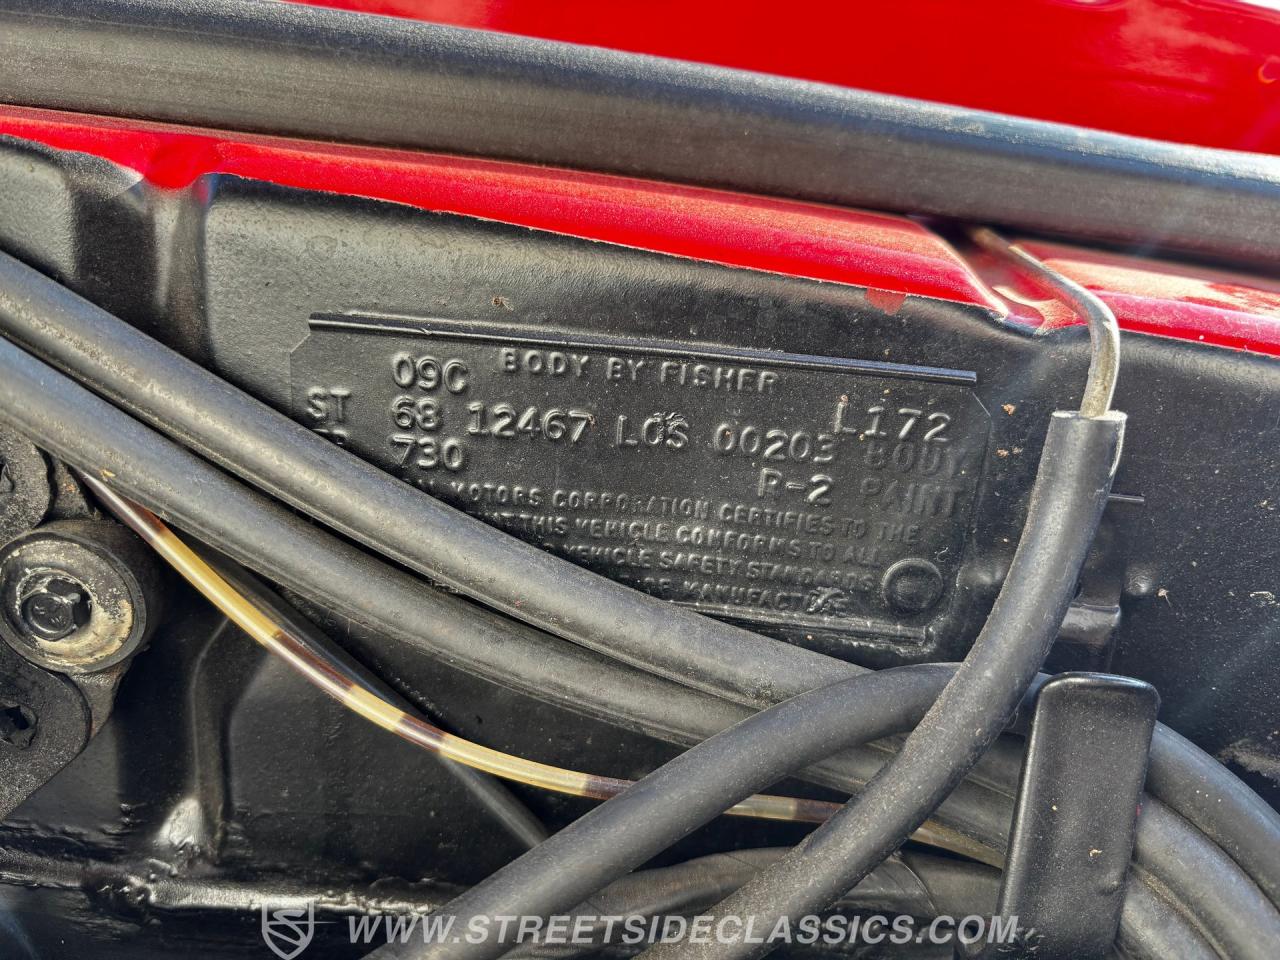 BODY BY FISHER
09C L172
ST 68 12467 LOS 00203 BODY
730 R-2 PAINT
MOTORS CORPORATION CERTIFIES TO THE
THIS VEHICLE CONFORMS TO ALL
VEHICLE SAFETY STANDARDS
OF MANUFACTURE
WWW.STREETSIDECLASSICS.COM